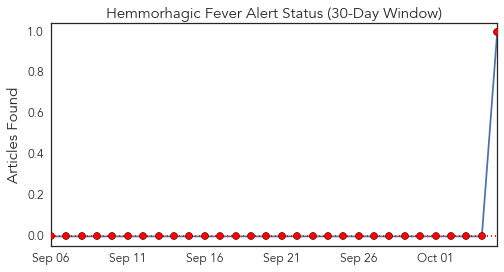 Hemmorhagic Fever Alert Status (30-Day Window)
Articles Found
1.0
0.8
0.6
0.4
0.2
0.0
Sep 06 Sep 11 Sep 16 Sep 21 Sep 26 Oct 01